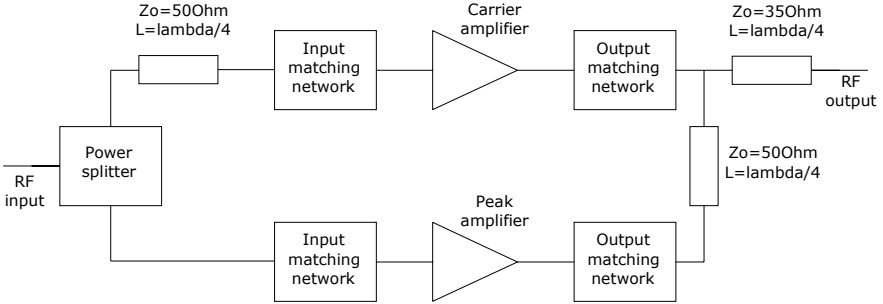 Zo=50Ohm
L=lambda/4
Input
matching
network
Carrier
amplifier
Output
matching
network
Zo=35Ohm
L=lambda/4
RF
output
Power
splitter
RF
input
Zo=50Ohm
L=lambda/4
Input
matching
network
Peak
amplifier
Output
matching
network